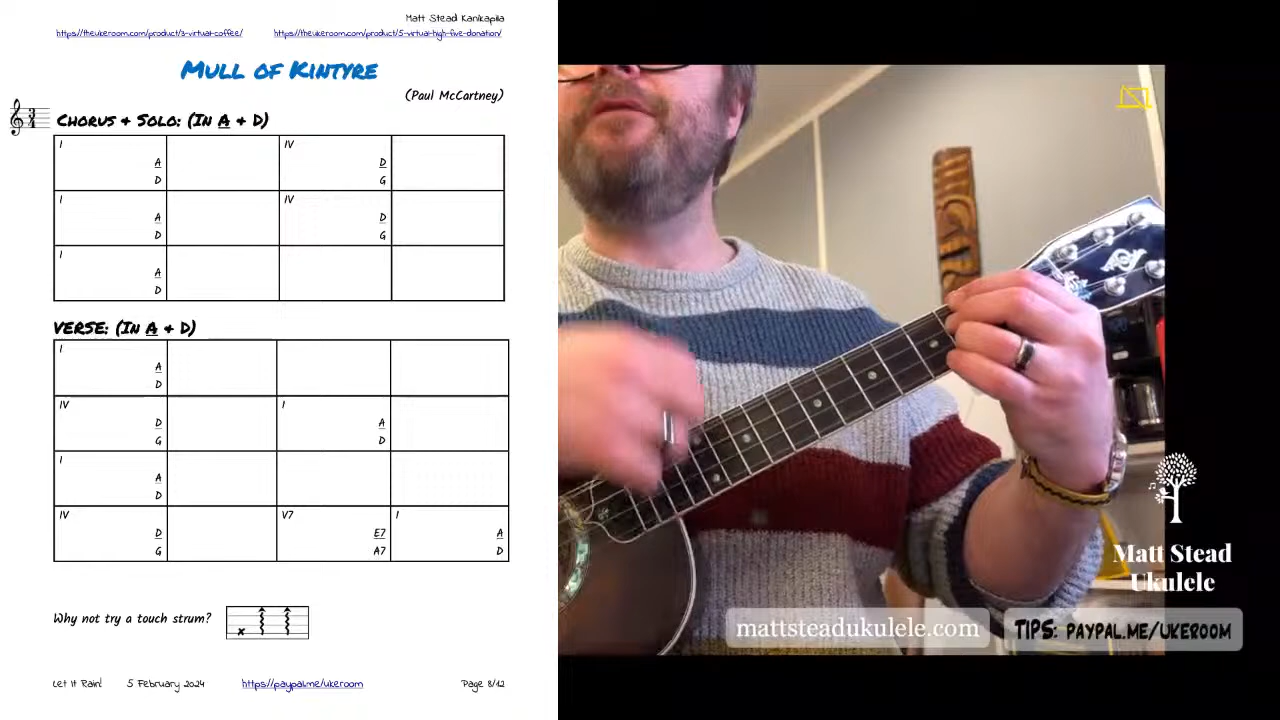 Matt Stead Kanikapila
https://theukeroom.com/product/3-virtual-coffee/ https://theukeroom.com/product/5-virtual-high-five-donation/
Mull of Kintyre
(Paul McCartney)
3/4
Chorus + Solo: (In A + D)
I IV
A D
D G
I IV
A D
D G
I
A
D
VERSE: (In A + D)
I
A
D
IV I
D A
G D
I
A
D
IV V7 I
D E7 A
G A7 D
Why not try a touch strum?
x
Let It Rain! 5 February 2024 https://paypal.me/ukeroom Page 8/12
Matt Stead
Ukulele
mattsteadukulele.com
TIPS: PAYPAL.ME/UKEROOM